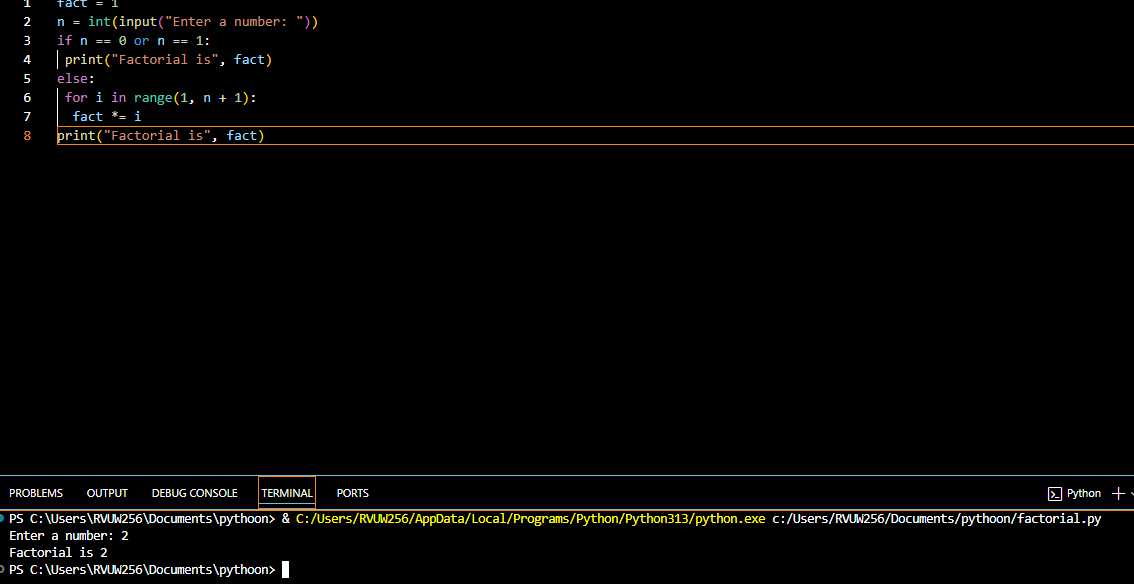 1 fact = 1
2 n = int(input("Enter a number: "))
3 if n == 0 or n == 1:
4  print("Factorial is", fact)
5 else:
6  for i in range(1, n + 1):
7   fact *= i
8 print("Factorial is", fact)
PROBLEMS OUTPUT DEBUG CONSOLE TERMINAL PORTS Python
PS C:\Users\RVUW256\Documents\pythoon> & C:/Users/RVUW256/AppData/Local/Programs/Python/Python313/python.exe c:/Users/RVUW256/Documents/pythoon/factorial.py
Enter a number: 2
Factorial is 2
PS C:\Users\RVUW256\Documents\pythoon>